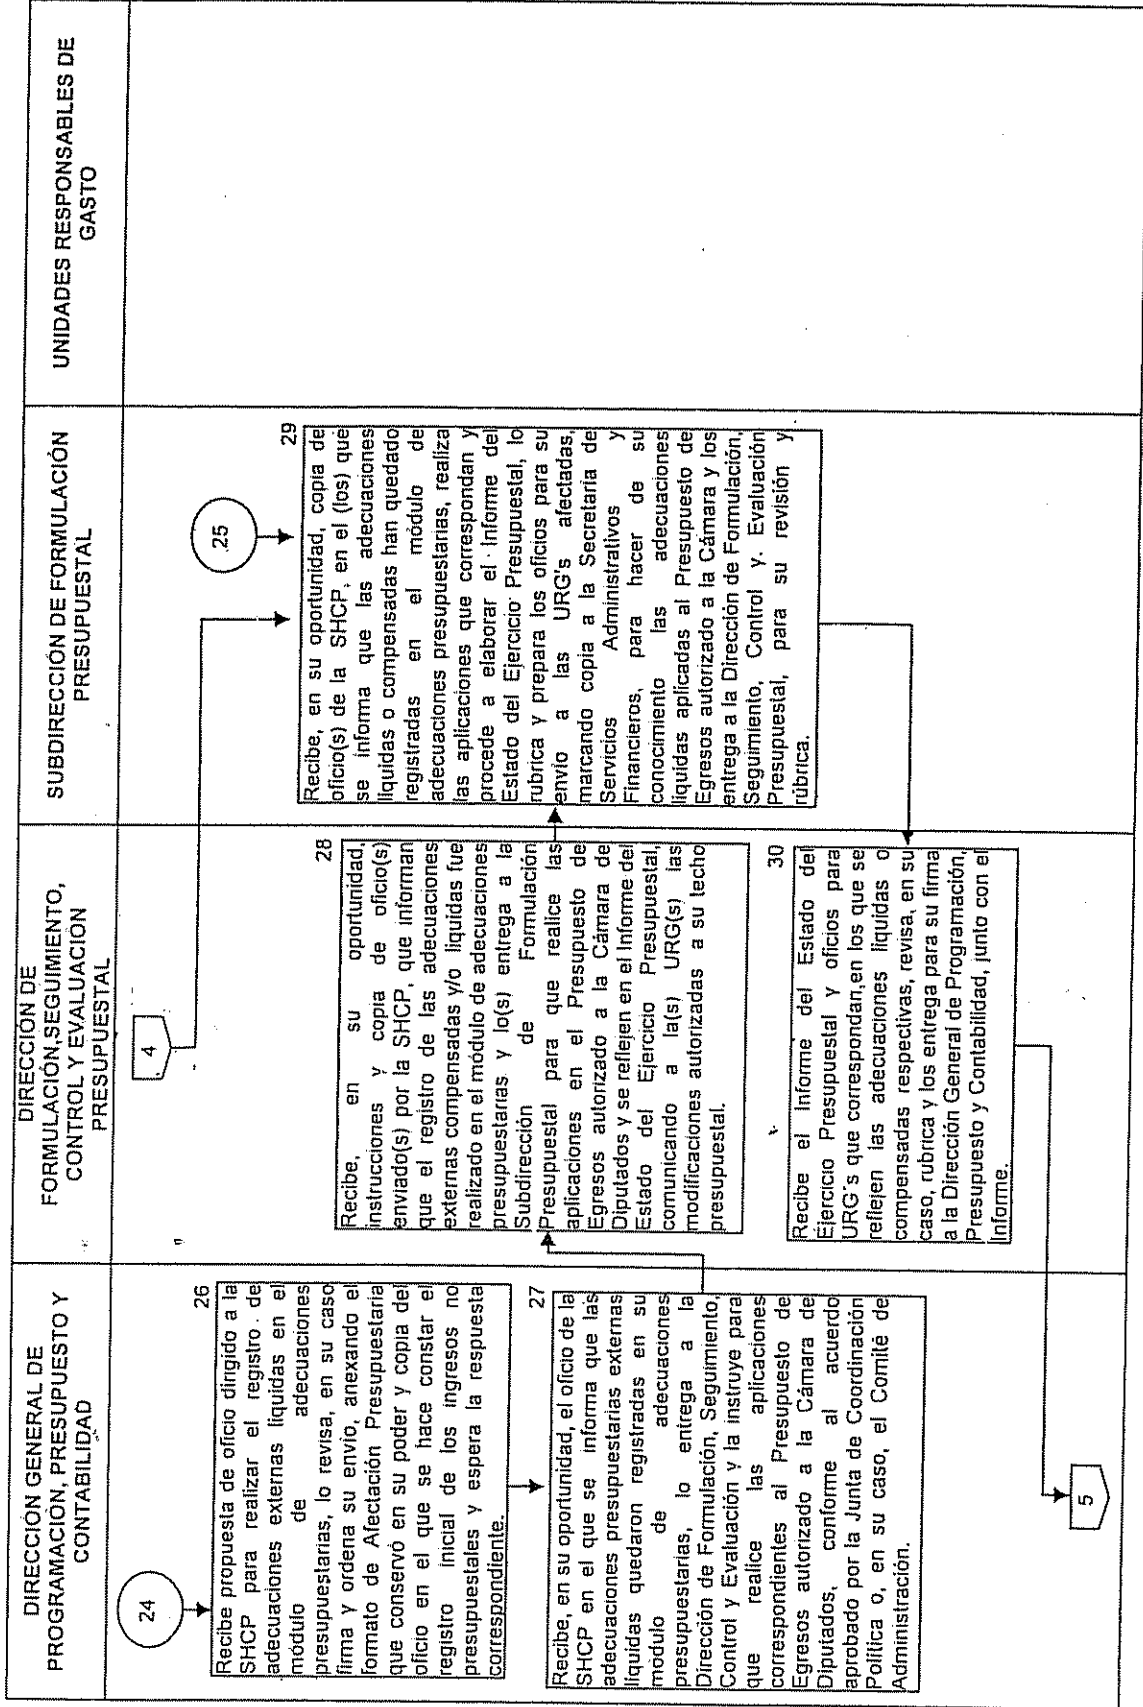 DIRECCIÓN GENERAL DE
PROGRAMACIÓN, PRESUPUESTO Y
CONTABILIDAD
DIRECCIÓN DE
FORMULACIÓN,SEGUIMIENTO,
CONTROL Y EVALUACIÓN
PRESUPUESTAL
SUBDIRECCIÓN DE FORMULACIÓN
PRESUPUESTAL
UNIDADES RESPONSABLES DE
GASTO
24
26
Recibe propuesta de oficio dirigido a la
SHCP para realizar el registro de
adecuaciones externas líquidas en el
módulo de adecuaciones
presupuestarias, lo revisa, en su caso
firma y ordena su envío, anexando el
formato de Afectación Presupuestaria
que conservó en su poder y copia del
oficio en el que se hace constar el
registro inicial de los ingresos no
presupuestales y espera la respuesta
correspondiente.
27
Recibe, en su oportunidad, el oficio de la
SHCP en el que se informa que las
adecuaciones presupuestarias externas
líquidas quedaron registradas en su
módulo de adecuaciones
presupuestarias, lo entrega a la
Dirección de Formulación, Seguimiento,
Control y Evaluación y la instruye para
que realice las aplicaciones
correspondientes al Presupuesto de
Egresos autorizado a la Cámara de
Diputados, conforme al acuerdo
aprobado por la Junta de Coordinación
Política o, en su caso, el Comité de
Administración.
5
4
28
Recibe, en su oportunidad,
instrucciones y copia de oficio(s)
enviado(s) por la SHCP, que informan
que el registro de las adecuaciones
externas compensadas y/o líquidas fue
realizado en el módulo de adecuaciones
presupuestarias y lo(s) entrega a la
Subdirección de Formulación
Presupuestal para que realice las
aplicaciones en el Presupuesto de
Egresos autorizado a la Cámara de
Diputados y se reflejen en el Informe del
Estado del Ejercicio Presupuestal,
comunicando a la(s) URG(s) las
modificaciones autorizadas a su techo
presupuestal.
30
Recibe el Informe del Estado del
Ejercicio Presupuestal y oficios para
URG's que correspondan,en los que se
reflejen las adecuaciones líquidas o
compensadas respectivas, revisa, en su
caso, rubrica y los entrega para su firma
a la Dirección General de Programación,
Presupuesto y Contabilidad, junto con el
Informe.
25
29
Recibe, en su oportunidad, copia de
oficio(s) de la SHCP, en el (los) que
se informa que las adecuaciones
líquidas o compensadas han quedado
registradas en el módulo de
adecuaciones presupuestarias, realiza
las aplicaciones que correspondan y
procede a elaborar el Informe del
Estado del Ejercicio Presupuestal, lo
rubrica y prepara los oficios para su
envío a las URG's afectadas,
marcando copia a la Secretaría de
Servicios Administrativos y
Financieros, para hacer de su
conocimiento las adecuaciones
líquidas aplicadas al Presupuesto de
Egresos autorizado a la Cámara y los
entrega a la Dirección de Formulación,
Seguimiento, Control y Evaluación
Presupuestal, para su revisión y
rúbrica.